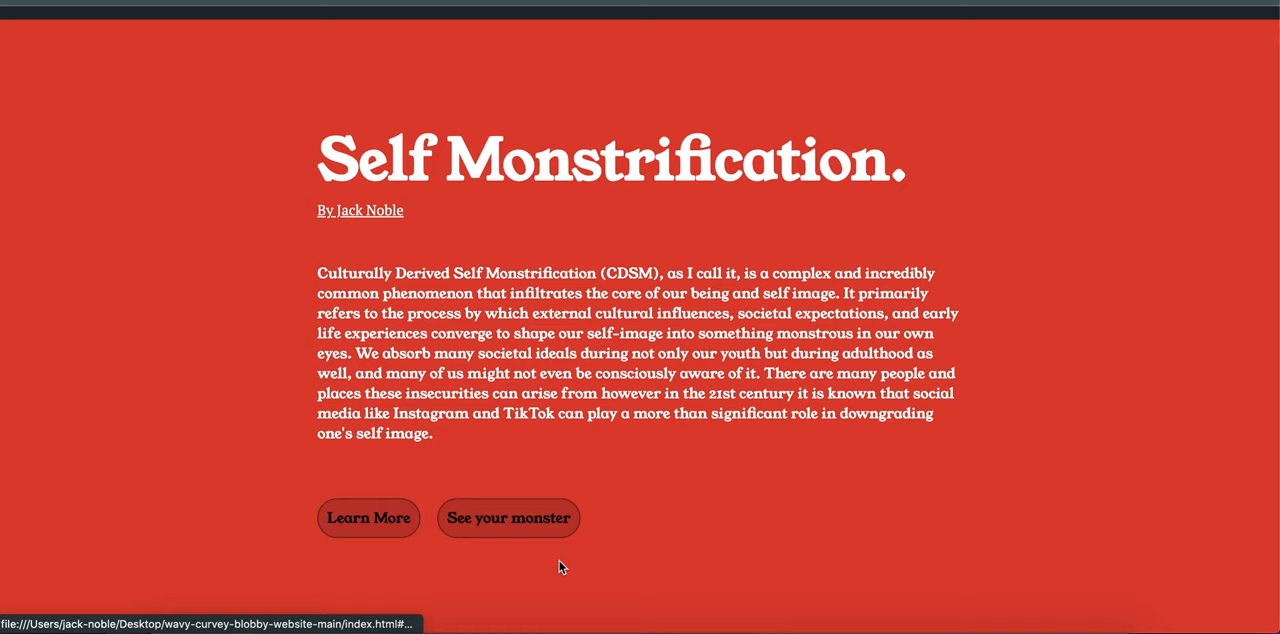 Self Monstrification.
By Jack Noble
Culturally Derived Self Monstrification (CDSM), as I call it, is a complex and incredibly
common phenomenon that infiltrates the core of our being and self image. It primarily
refers to the process by which external cultural influences, societal expectations, and early
life experiences converge to shape our self-image into something monstrous in our own
eyes. We absorb many societal ideals during not only our youth but during adulthood as
well, and many of us might not even be consciously aware of it. There are many people and
places these insecurities can arise from however in the 21st century it is known that social
media like Instagram and TikTok can play a more than significant role in downgrading
one's self image.
Learn More
See your monster
file:///Users/jack-noble/Desktop/wavy-curvey-blobby-website-main/index.html#...